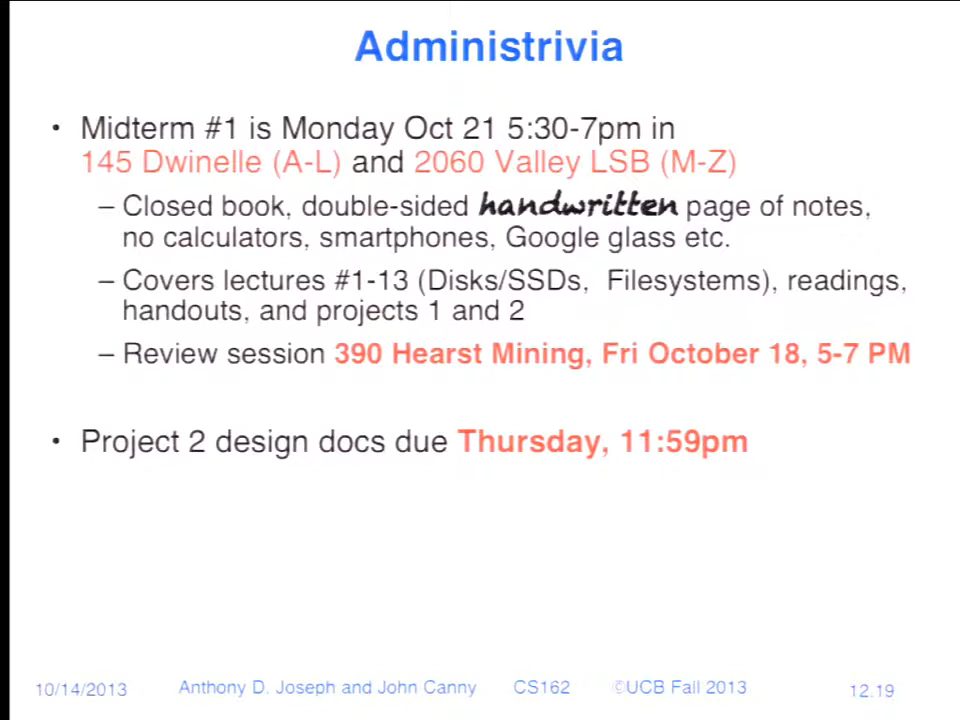 Administrivia
• Midterm #1 is Monday Oct 21 5:30-7pm in
145 Dwinelle (A-L) and 2060 Valley LSB (M-Z)
– Closed book, double-sided handwritten page of notes,
no calculators, smartphones, Google glass etc.
– Covers lectures #1-13 (Disks/SSDs, Filesystems), readings,
handouts, and projects 1 and 2
– Review session 390 Hearst Mining, Fri October 18, 5-7 PM
• Project 2 design docs due Thursday, 11:59pm
10/14/2013 Anthony D. Joseph and John Canny CS162 ©UCB Fall 2013 12.19